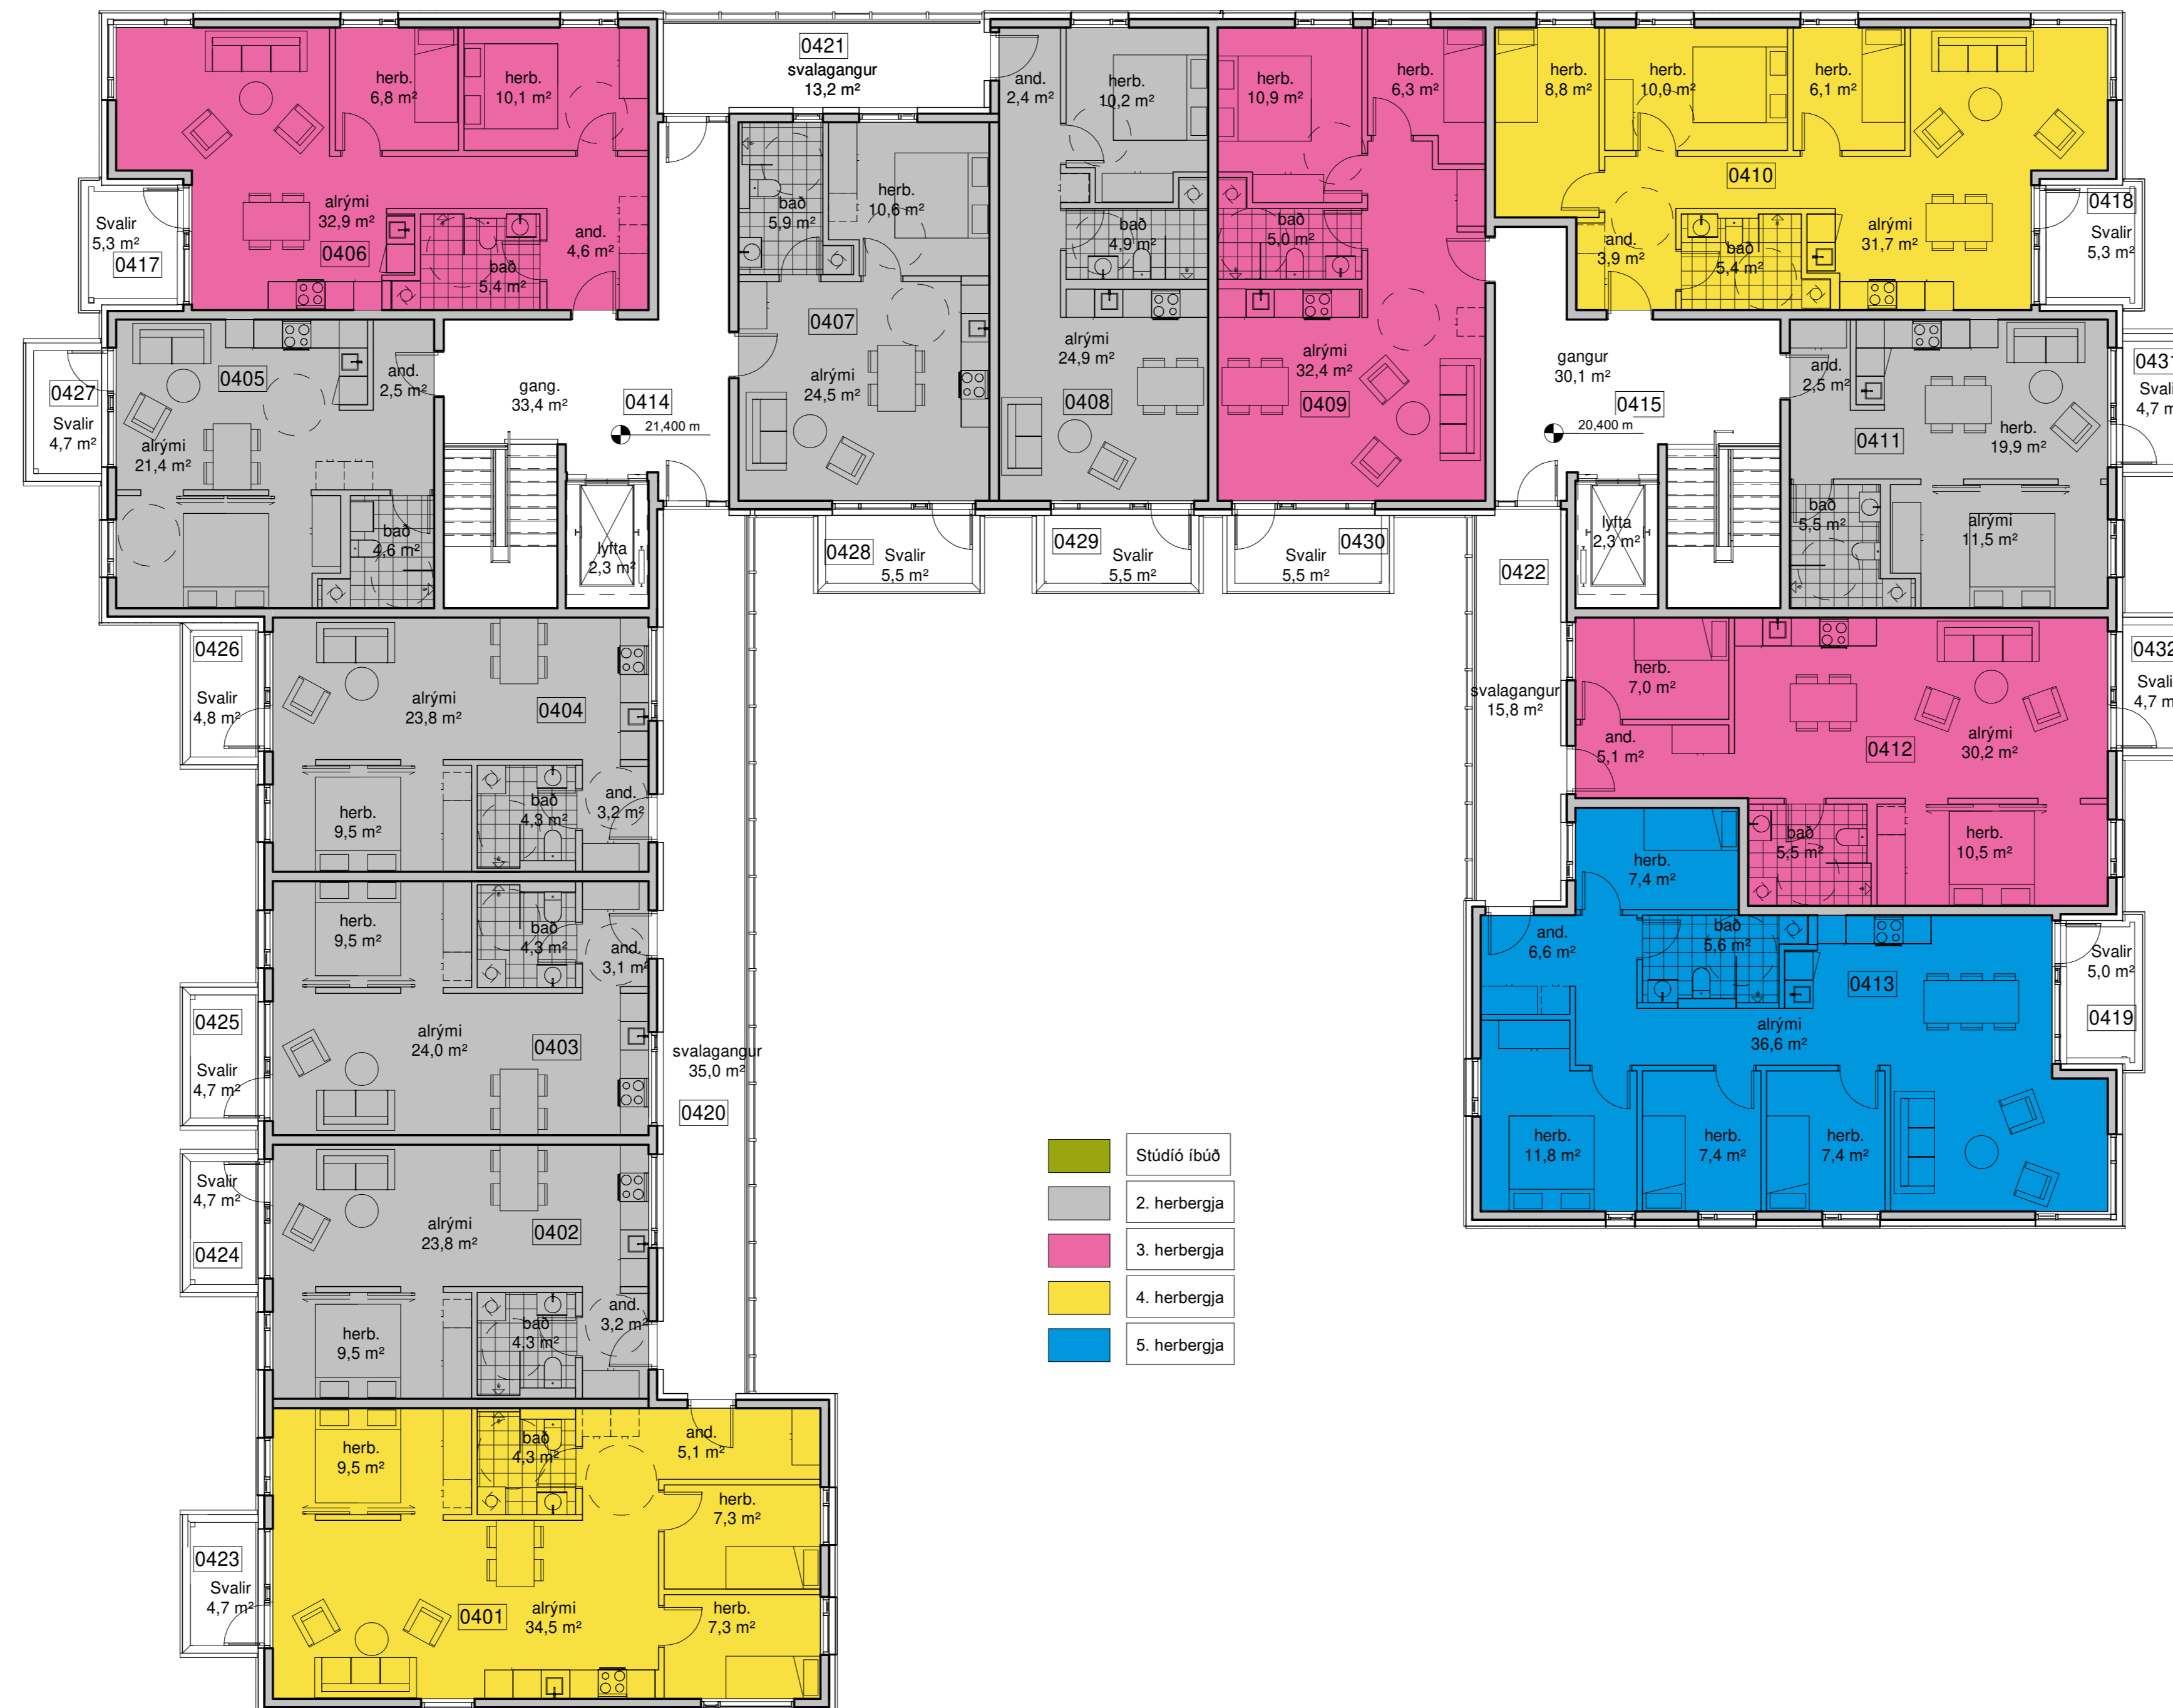 0421
svalagangur
13,2 m²
herb.
6,8 m²
herb.
10,1 m²
alrými
32,9 m²
0406
and.
4,6 m²
bað
5,4 m²
Svalir
5,3 m²
0417
bað
5,9 m²
herb.
10,6 m²
0407
alrými
24,5 m²
and.
2,4 m²
herb.
10,2 m²
bað
4,9 m²
alrými
24,9 m²
0408
herb.
10,9 m²
herb.
6,3 m²
bað
5,0 m²
alrými
32,4 m²
0409
herb.
8,8 m²
herb.
10,0 m²
herb.
6,1 m²
0410
alrými
31,7 m²
and.
3,9 m²
bað
5,4 m²
0418
Svalir
5,3 m²
0427
Svalir
4,7 m²
0405
and.
2,5 m²
alrými
21,4 m²
bað
4,6 m²
gang.
33,4 m²
0414
21,400 m
lyfta
2,3 m²
gangur
30,1 m²
0415
20,400 m
lyfta
2,3 m²
and.
2,5 m²
0411
herb.
19,9 m²
bað
5,5 m²
alrými
11,5 m²
Svali
4,7 m
0428
Svalir
5,5 m²
0429
Svalir
5,5 m²
0430
Svalir
5,5 m²
0422
svalagangur
15,8 m²
0426
Svalir
4,8 m²
alrými
23,8 m²
0404
herb.
9,5 m²
bað
4,3 m²
and.
3,2 m²
herb.
7,0 m²
and.
5,1 m²
0412
alrými
30,2 m²
bað
5,5 m²
herb.
10,5 m²
0432
Svali
4,7 m
herb.
9,5 m²
bað
4,3 m²
and.
3,1 m²
alrými
24,0 m²
0403
0425
Svalir
4,7 m²
svalagangur
35,0 m²
0420
herb.
7,4 m²
and.
6,6 m²
bað
5,6 m²
0413
alrými
36,6 m²
herb.
11,8 m²
herb.
7,4 m²
herb.
7,4 m²
Svalir
5,0 m²
0419
Svalir
4,7 m²
0424
alrými
23,8 m²
0402
herb.
9,5 m²
bað
4,3 m²
and.
3,2 m²
Stúdíó íbúð
2. herbergja
3. herbergja
4. herbergja
5. herbergja
herb.
9,5 m²
bað
4,3 m²
and.
5,1 m²
herb.
7,3 m²
herb.
7,3 m²
0401
alrými
34,5 m²
0423
Svalir
4,7 m²